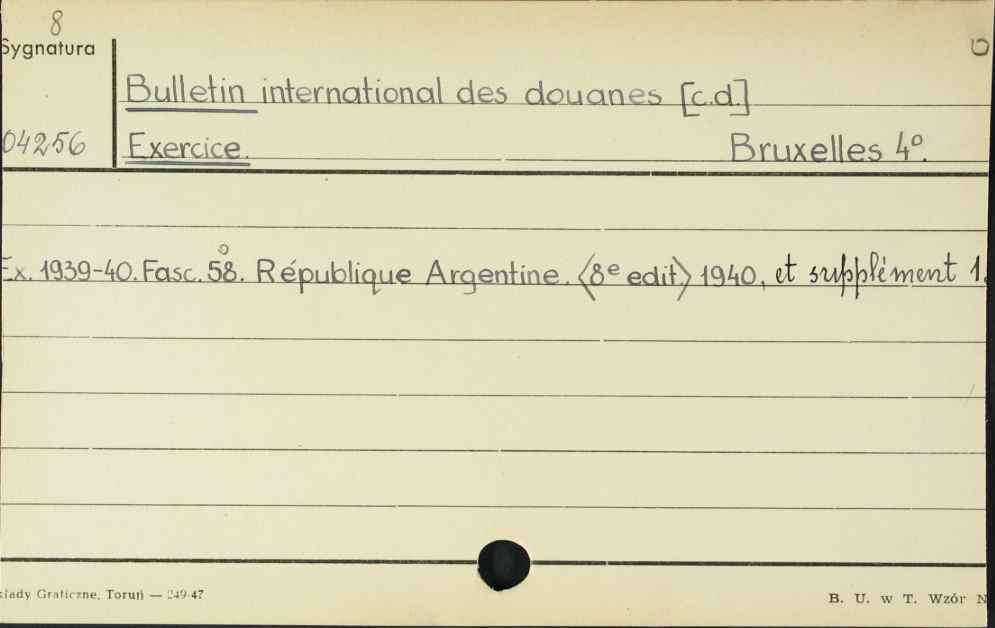 8
Sygnatura
Bulletin international des douanes [c.d.]
04256 Exercice. Bruxelles 4°.
Ex. 1939-40. Fasc. 58. République Argentine. <8e edit.> 1940, et supplément 1.
kłady Graficzne, Toruń — 249-47
B. U. w T. Wzór N